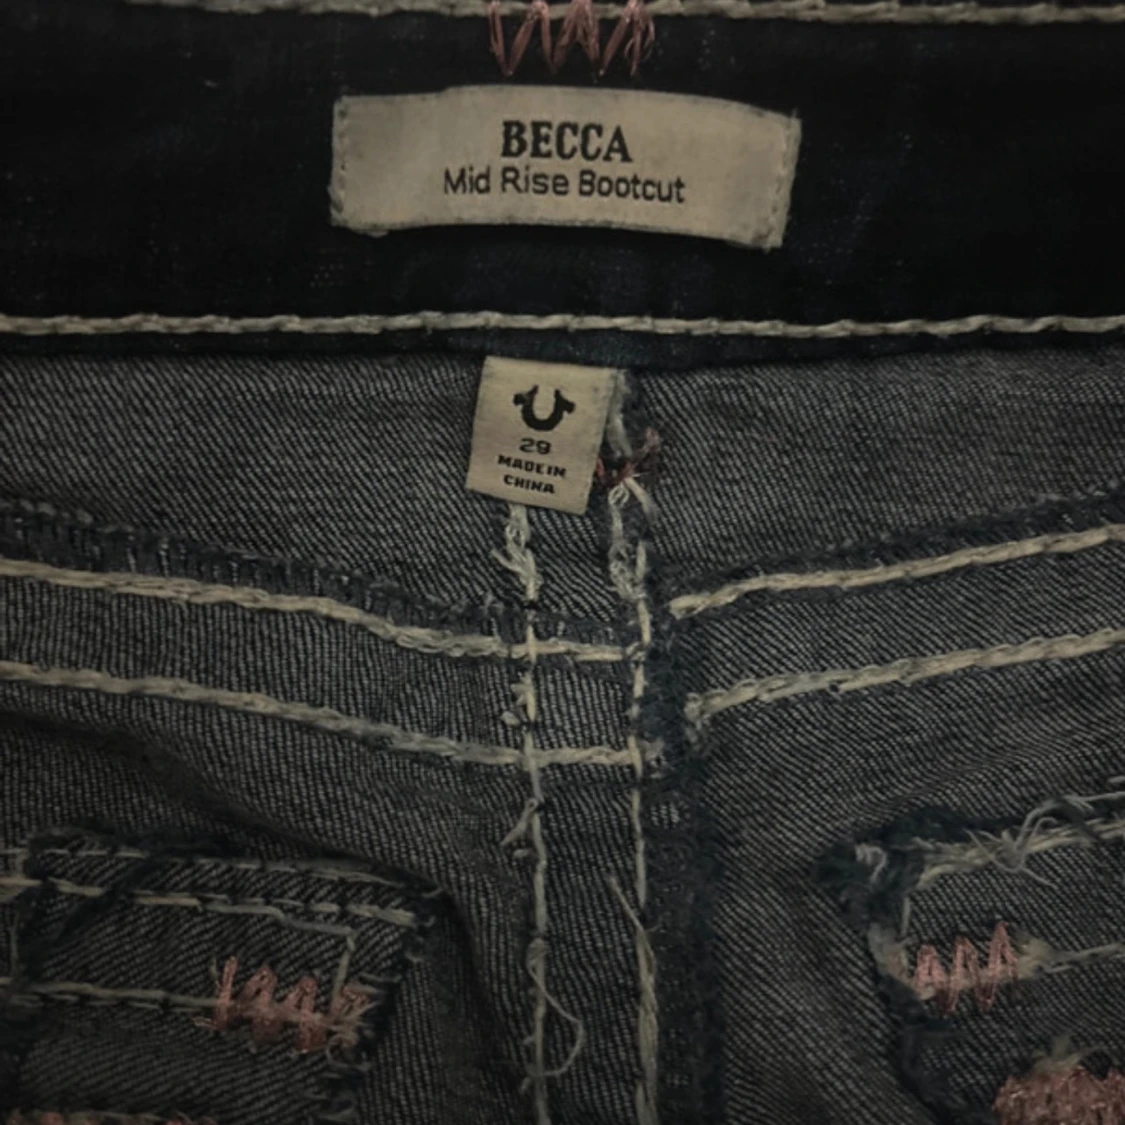 BECCA
Mid Rise Bootcut
29
MADE IN
CHINA